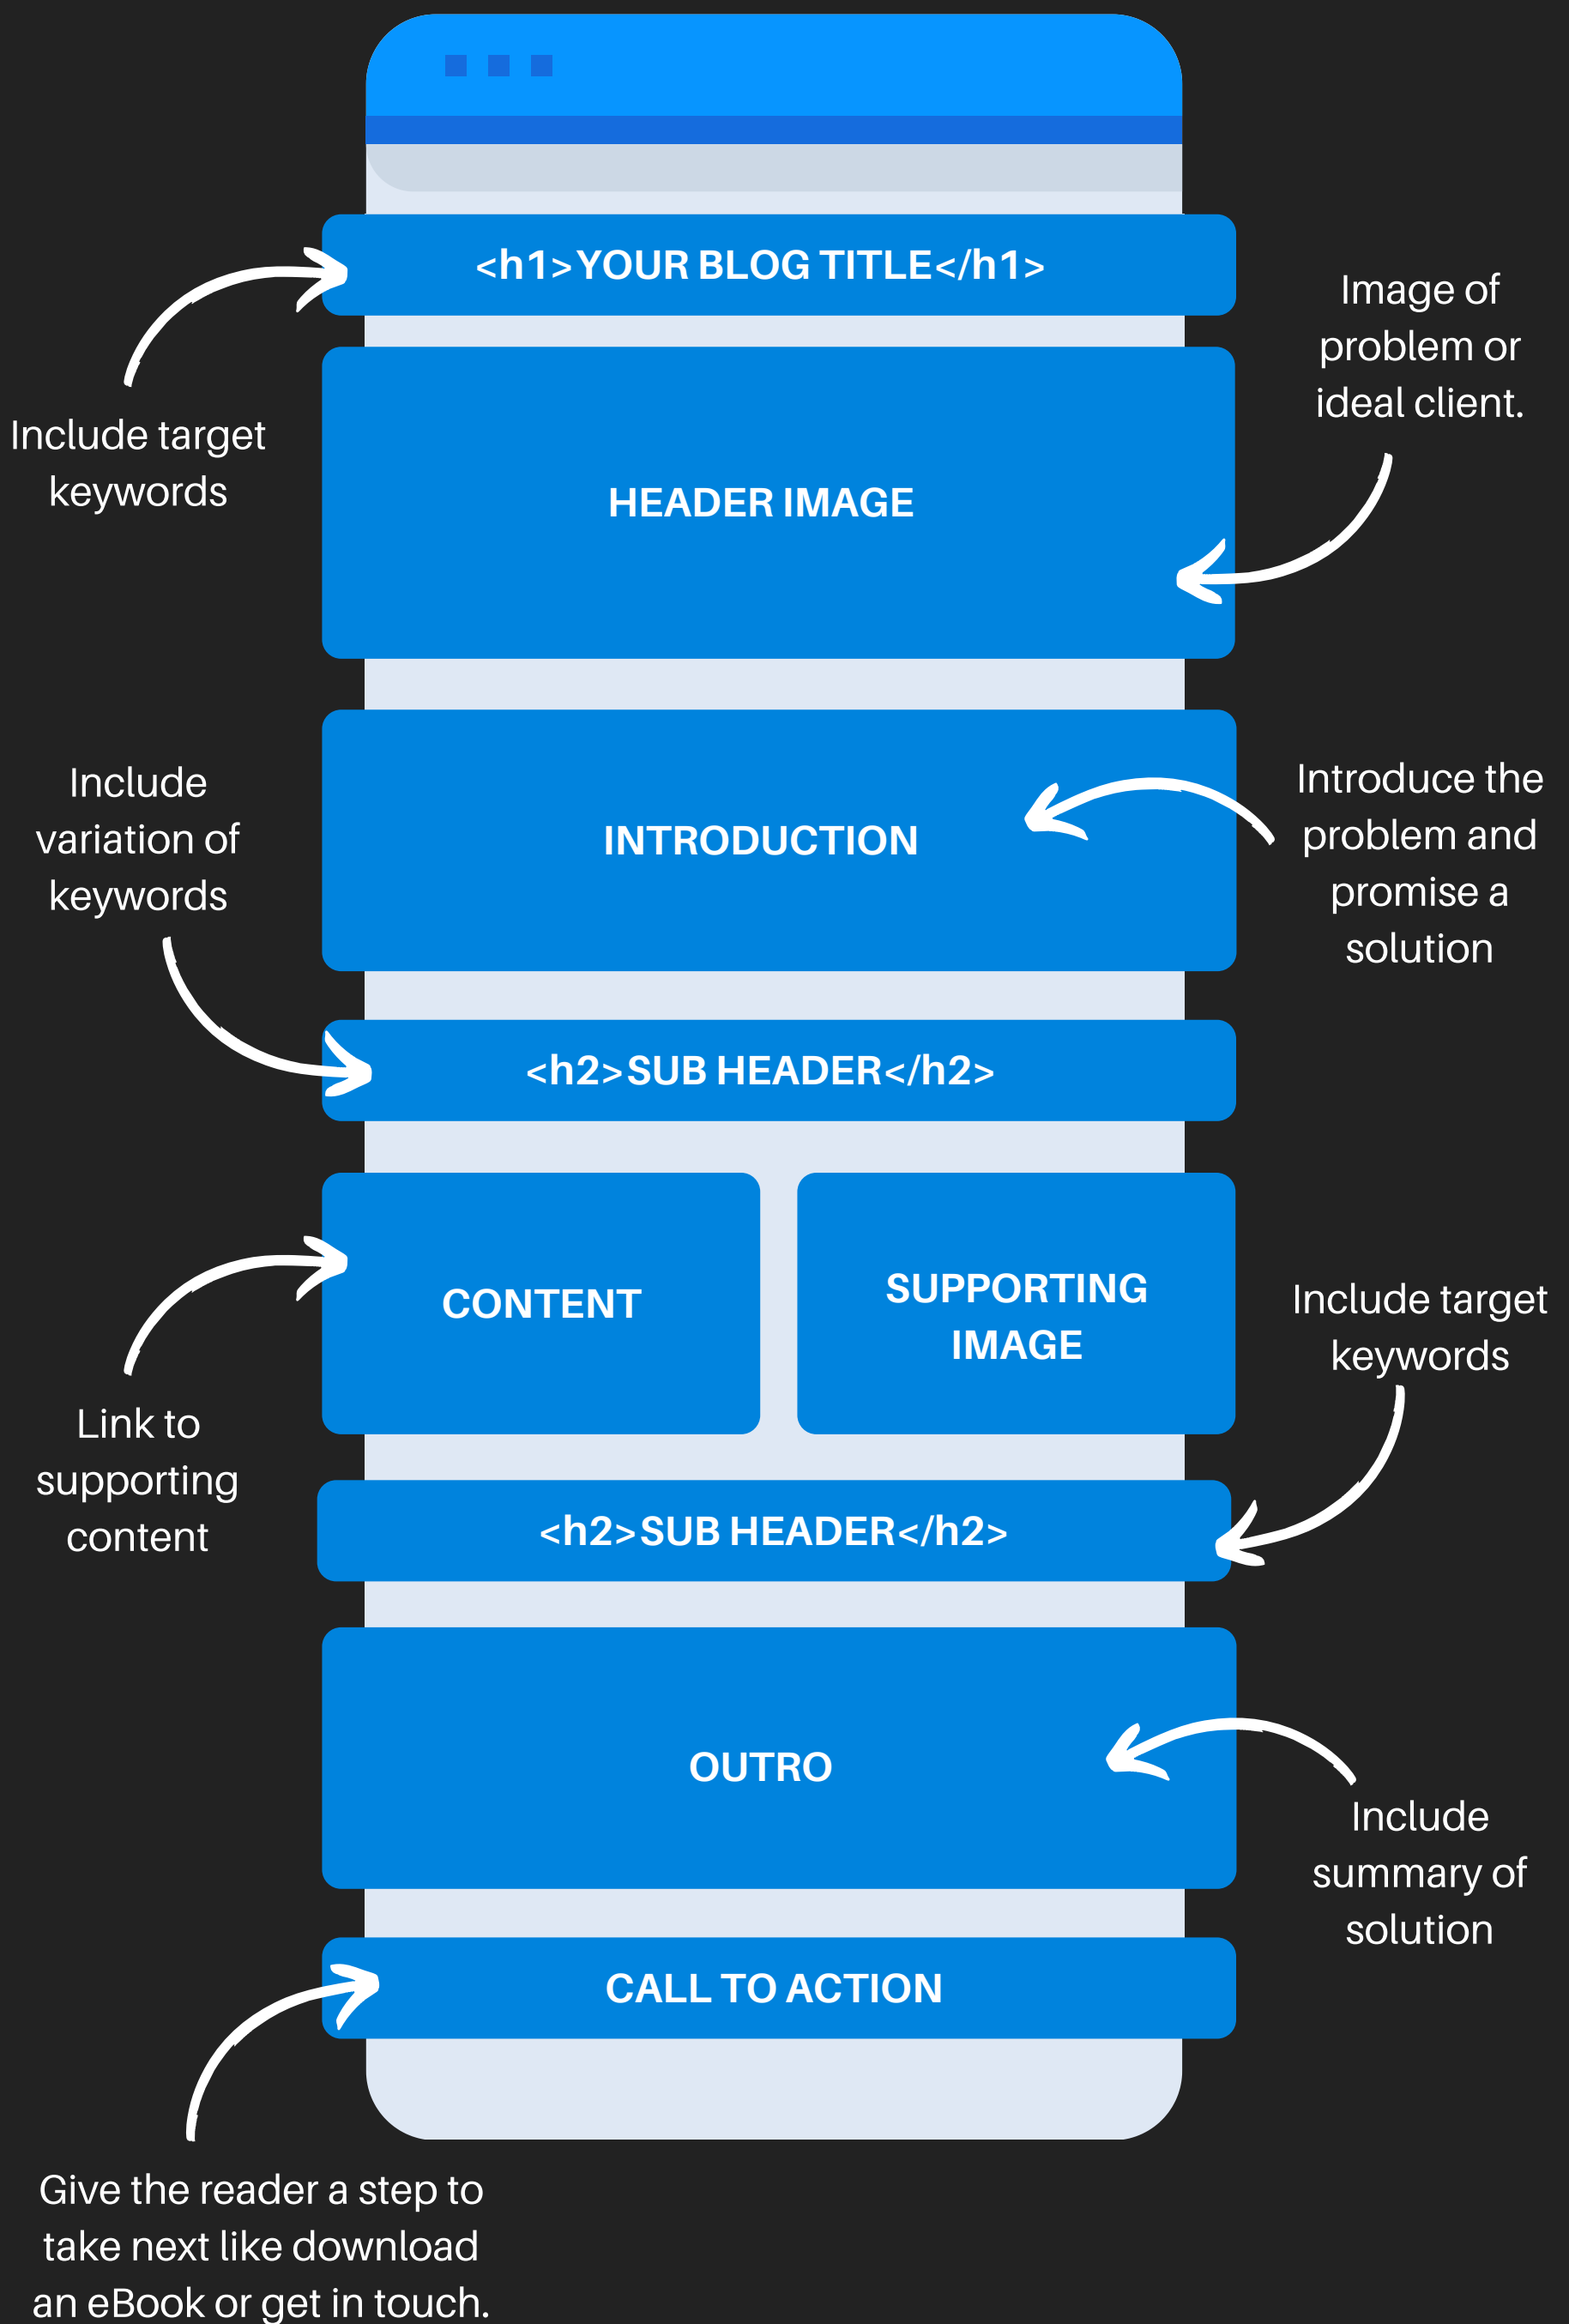 <h1>YOUR BLOG TITLE</h1>
Include target
keywords
Image of
problem or
ideal client.
HEADER IMAGE
Include
variation of
keywords
INTRODUCTION
Introduce the
problem and
promise a
solution
<h2>SUB HEADER</h2>
CONTENT
SUPPORTING
IMAGE
Link to
supporting
content
Include target
keywords
<h2>SUB HEADER</h2>
OUTRO
Include
summary of
solution
CALL TO ACTION
Give the reader a step to
take next like download
an eBook or get in touch.